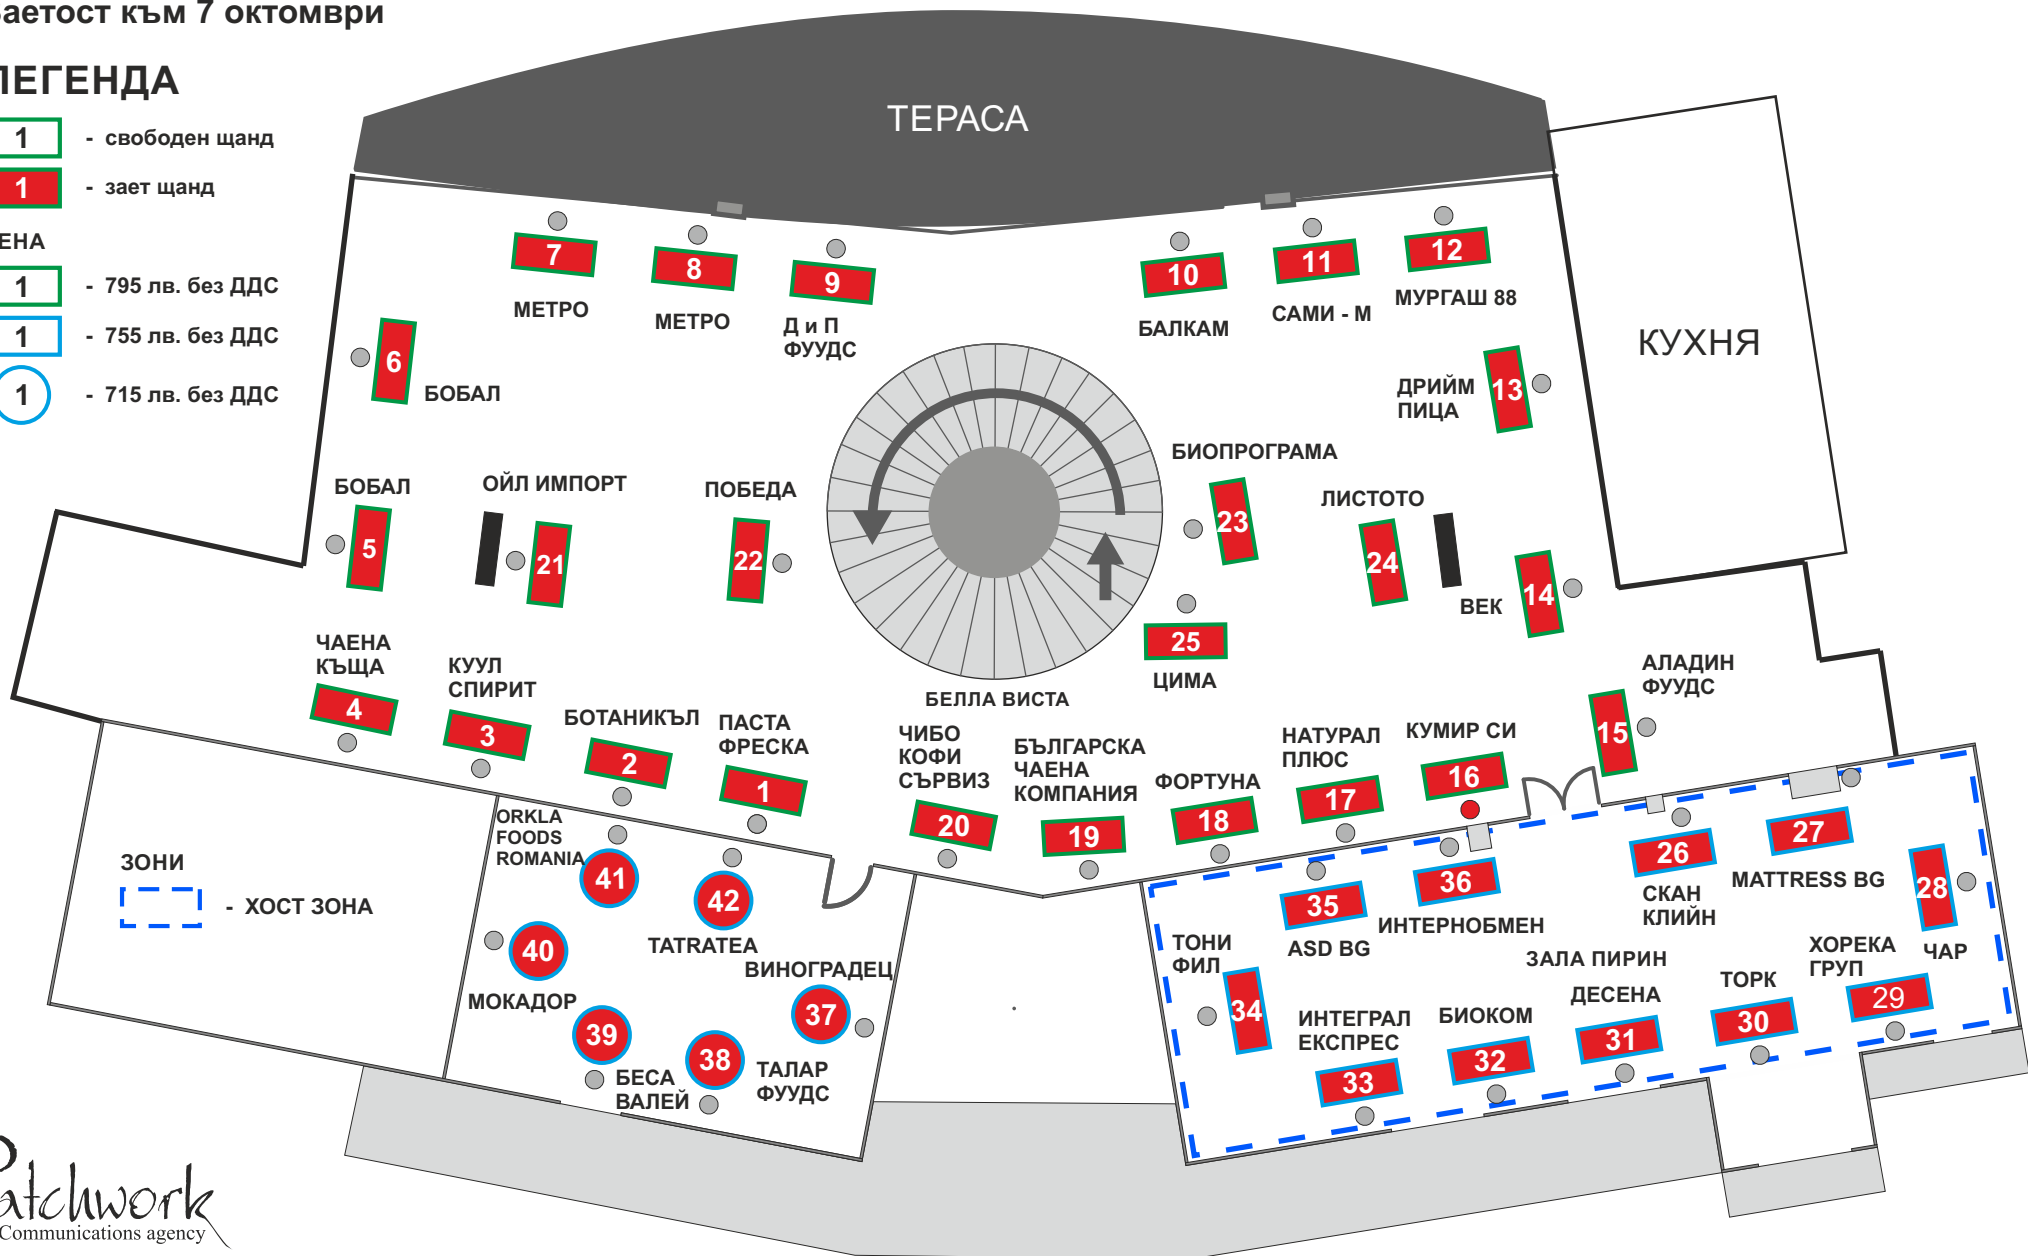 Заетост към 7 октомври
ЛЕГЕНДА
1 - свободен щанд
1 - зает щанд
ЦЕНА
1 - 795 лв. без ДДС
1 - 755 лв. без ДДС
1 - 715 лв. без ДДС
ТЕРАСА
КУХНЯ
7
МЕТРО
8
МЕТРО
9
Д и П
ФУУДС
10
БАЛКАМ
11
САМИ - М
12
МУРГАШ 88
6
БОБАЛ
ДРИЙМ
ПИЦА
13
БОБАЛ
5
ОЙЛ ИМПОРТ
21
ПОБЕДА
22
БИОПРОГРАМА
23
ЛИСТОТО
24
ВЕК
14
25
ЦИМА
БЕЛЛА ВИСТА
ЧАЕНА
КЪЩА
4
КУУЛ
СПИРИТ
3
БОТАНИКЪЛ
2
ПАСТА
ФРЕСКА
1
ЧИБО
КОФИ
СЪРВИЗ
20
БЪЛГАРСКА
ЧАЕНА
КОМПАНИЯ
19
ФОРТУНА
18
НАТУРАЛ
ПЛЮС
17
КУМИР СИ
16
АЛАДИН
ФУУДС
15
ЗОНИ
- ХОСТ ЗОНА
ORKLA
FOODS
ROMANIA
41
42
TATRATEA
40
МОКАДОР
ВИНОГРАДЕЦ
37
39
БЕСА
ВАЛЕЙ
38
ТАЛАР
ФУУДС
35
ASD BG
36
ИНТЕРНОБМЕН
26
СКАН
КЛИЙН
27
MATTRESS BG
28
ЧАР
ТОНИ
ФИЛ
34
ЗАЛА ПИРИН
ИНТЕГРАЛ
ЕКСПРЕС
33
БИОКОМ
32
ДЕСЕНА
31
ТОРК
30
ХОРЕКА
ГРУП
29
Patchwork
Communications agency